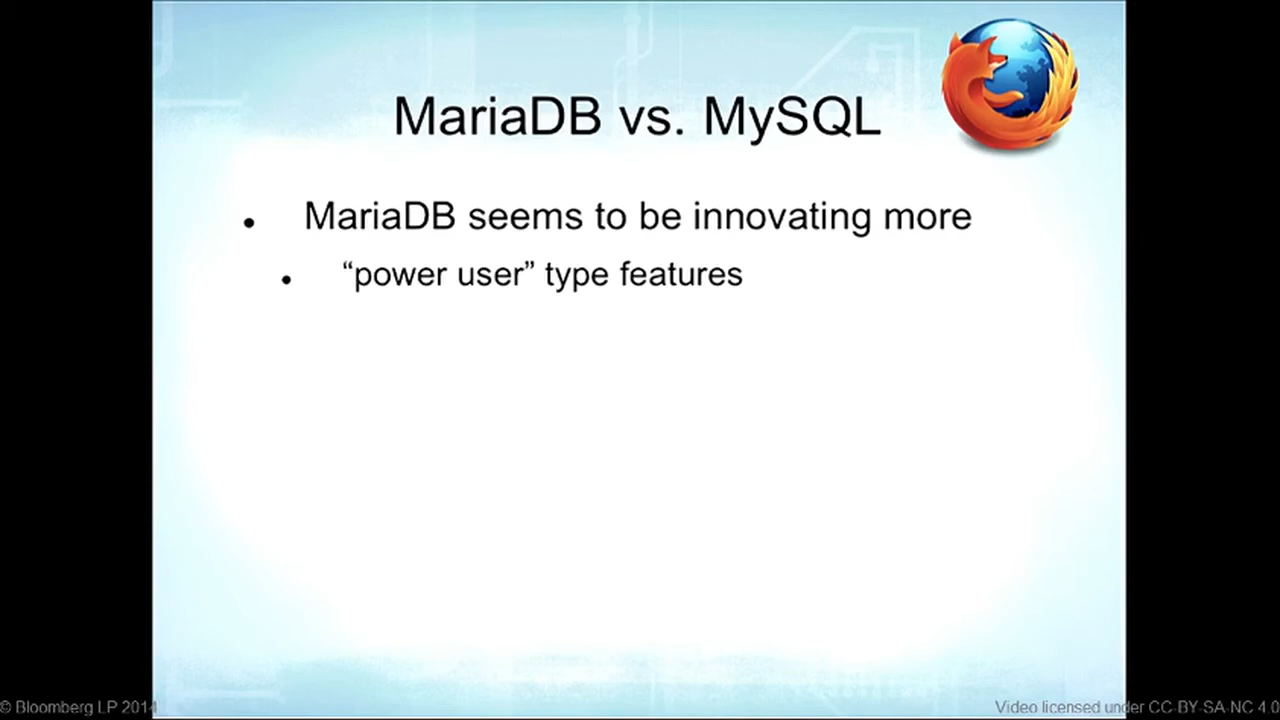 MariaDB vs. MySQL
• MariaDB seems to be innovating more
• “power user” type features
© Bloomberg LP 2014
Video licensed under CC-BY-SA-NC 4.0